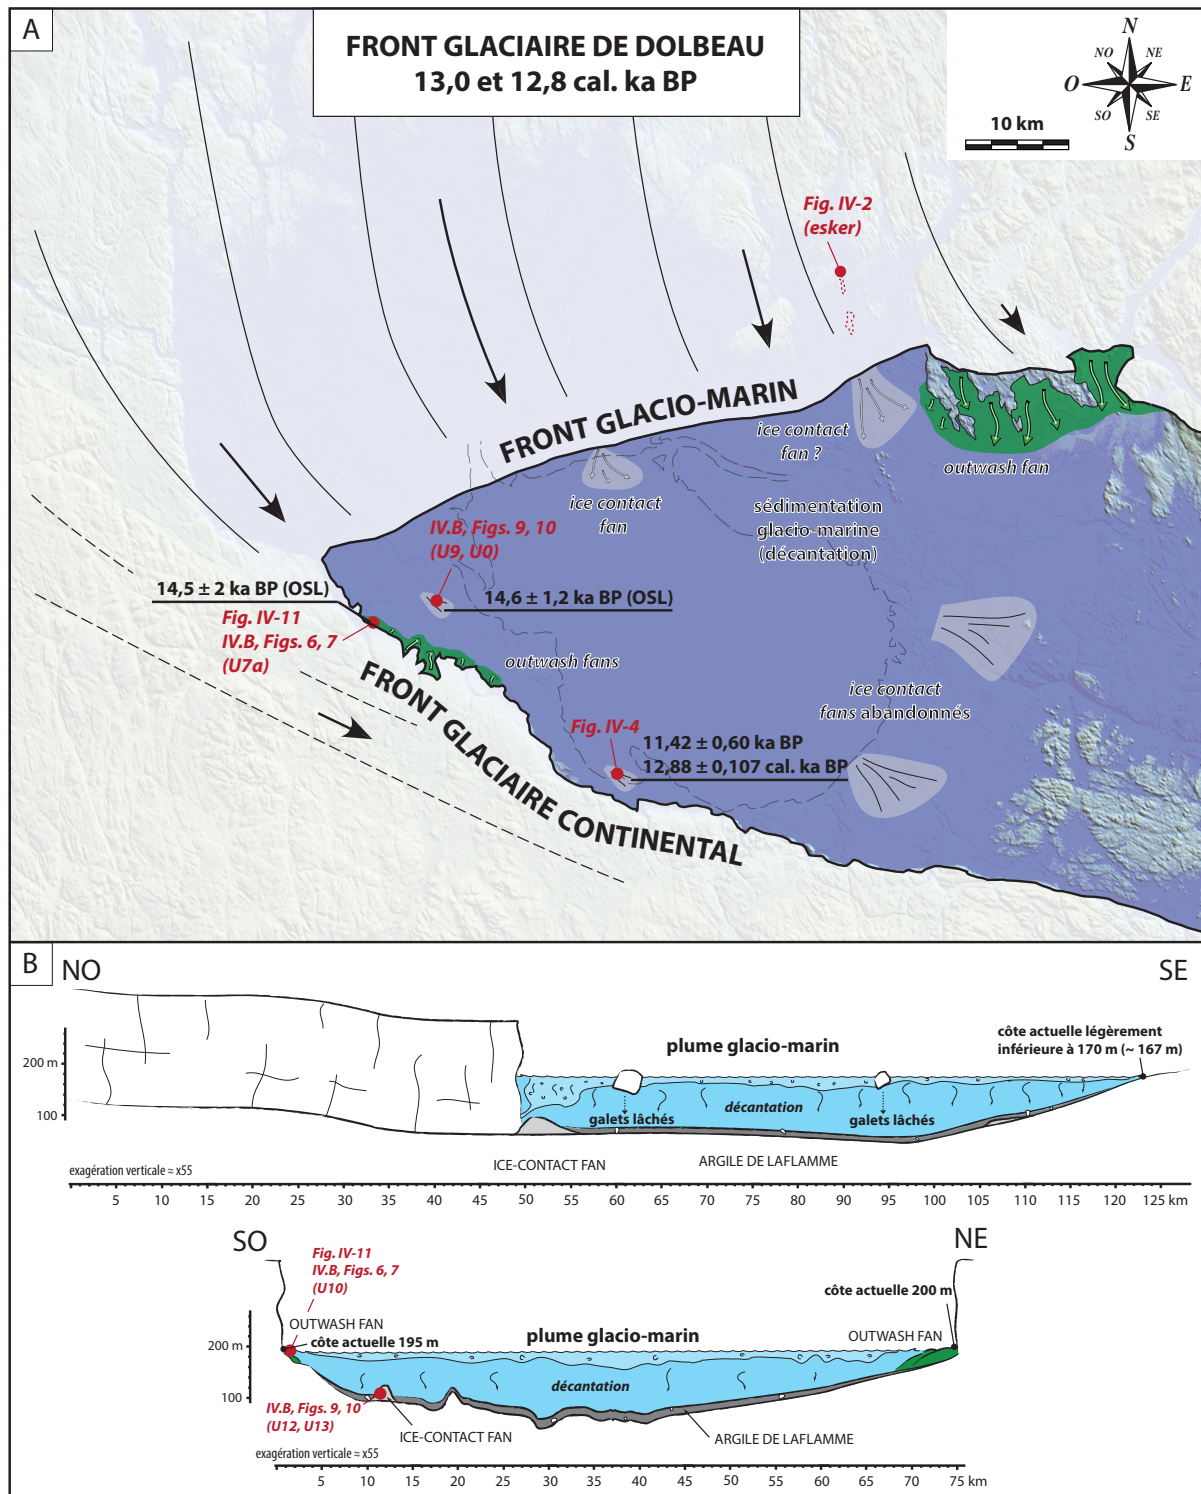 A
FRONT GLACIAIRE DE DOLBEAU
13,0 et 12,8 cal. ka BP
N
NO
NE
O
E
SO
SE
S
10 km
Fig. IV-2
(esker)
FRONT GLACIO-MARIN
ice contact
fan ?
outwash fan
ice contact
fan
sédimentation
glacio-marine
(décantation)
IV.B, Figs. 9, 10
(U9, U0)
14,5 ± 2 ka BP (OSL)
14,6 ± 1,2 ka BP (OSL)
Fig. IV-11
IV.B, Figs. 6, 7
(U7a)
outwash fans
FRONT GLACIAIRE CONTINENTAL
ice contact
fans abandonnés
Fig. IV-4
11,42 ± 0,60 ka BP
12,88 ± 0,107 cal. ka BP
B
NO
SE
plume glacio-marin
côte actuelle légèrement
inférieure à 170 m (~ 167 m)
200 m
100
galets lâchés
décantation
galets lâchés
exagération verticale ≈ x55
ICE-CONTACT FAN
ARGILE DE LAFLAMME
5 10 15 20 25 30 35 40 45 50 55 60 65 70 75 80 85 90 95 100 105 110 115 120 125 km
SO
NE
Fig. IV-11
IV.B, Figs. 6, 7
(U10)
côte actuelle 200 m
OUTWASH FAN
côte actuelle 195 m
plume glacio-marin
OUTWASH FAN
200 m
100
décantation
IV.B, Figs. 9, 10
(U12, U13)
ICE-CONTACT FAN
ARGILE DE LAFLAMME
exagération verticale ≈ x55
5 10 15 20 25 30 35 40 45 50 55 60 65 70 75 km